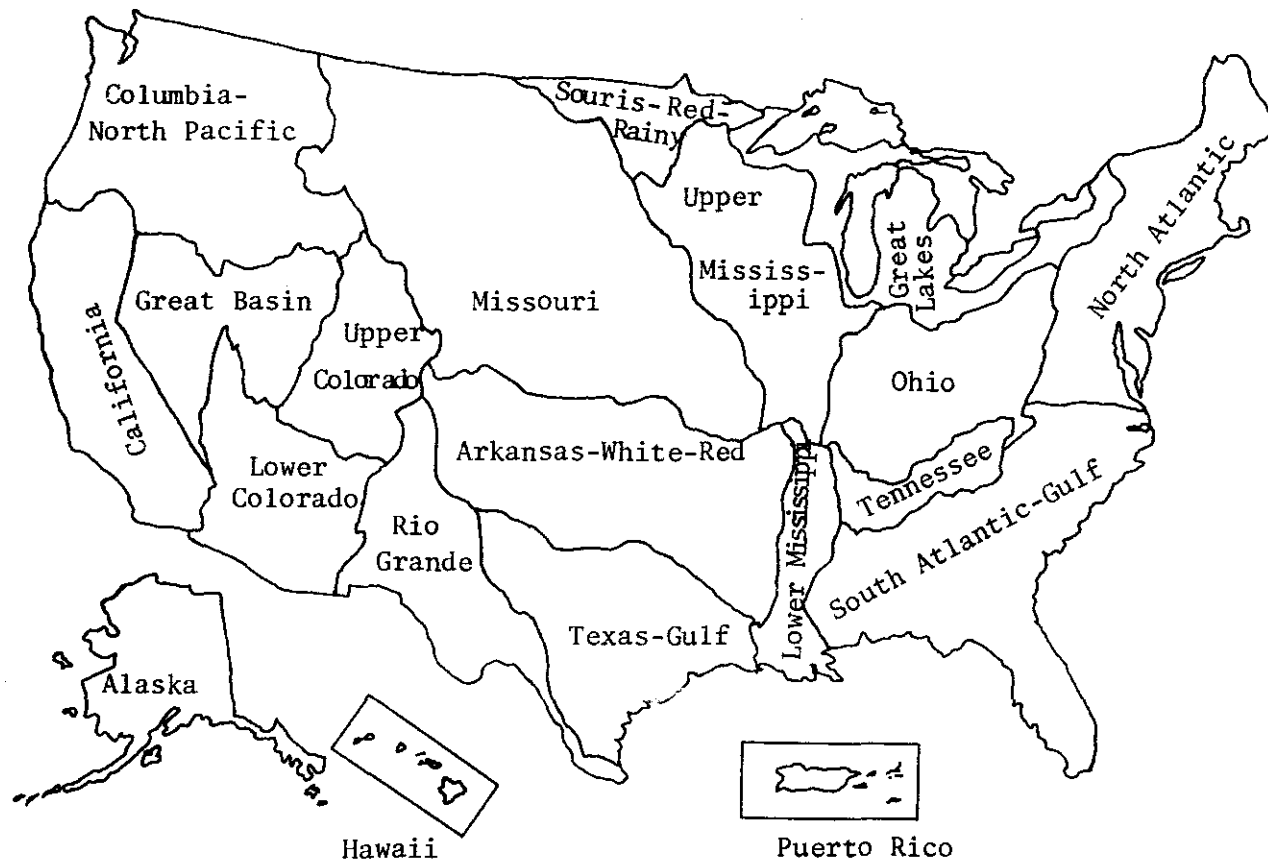 Columbia-
North Pacific
Souris-Red-
Rainy
Upper
Mississ-
ippi
Great
Lakes
North Atlantic
California
Great Basin
Missouri
Upper
Colorado
Ohio
Lower
Colorado
Arkansas-White-Red
Tennessee
Lower Mississippi
South Atlantic-Gulf
Rio
Grande
Texas-Gulf
Alaska
Hawaii
Puerto Rico